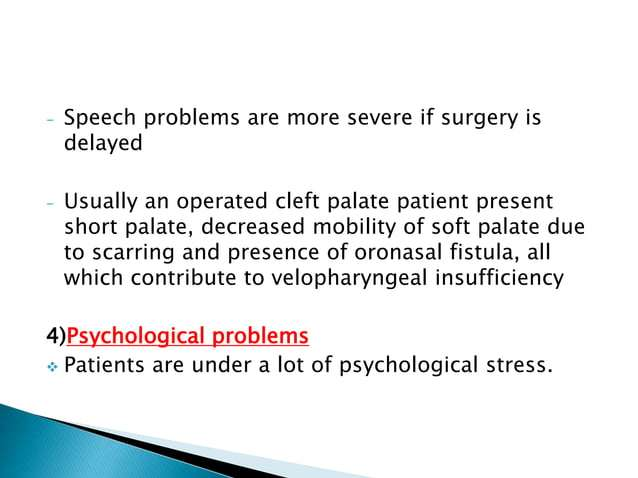 - Speech problems are more severe if surgery is
delayed
- Usually an operated cleft palate patient present
short palate, decreased mobility of soft palate due
to scarring and presence of oronasal fistula, all
which contribute to velopharyngeal insufficiency
4)Psychological problems
❖ Patients are under a lot of psychological stress.